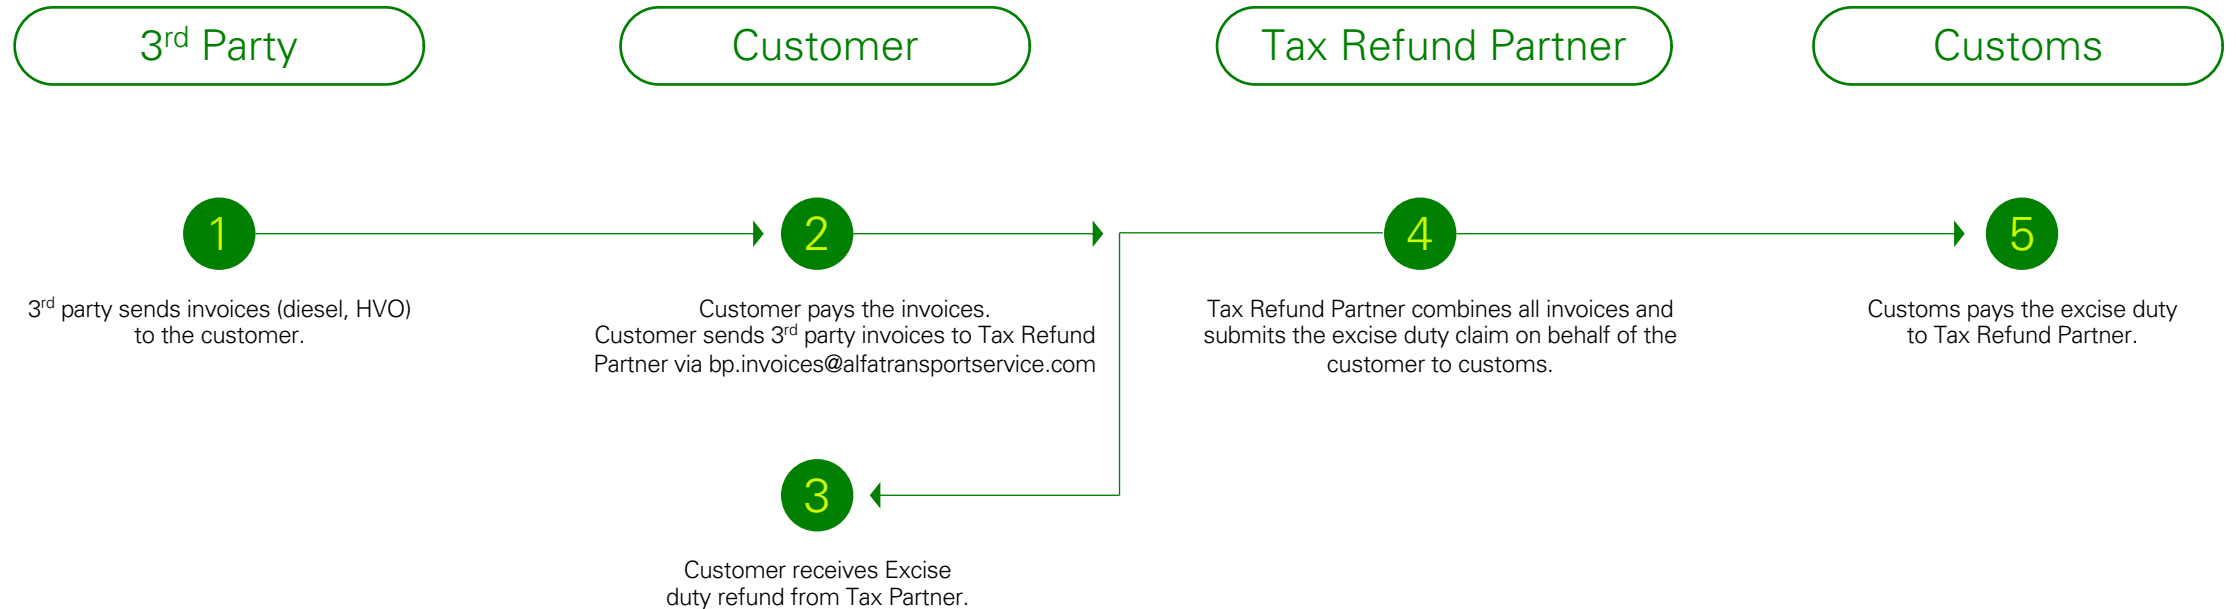 3rd Party
Customer
Tax Refund Partner
Customs
1
2
4
5
3rd party sends invoices (diesel, HVO)
to the customer.
Customer pays the invoices.
Customer sends 3rd party invoices to Tax Refund
Partner via bp.invoices@alfatransportservice.com
Tax Refund Partner combines all invoices and
submits the excise duty claim on behalf of the
customer to customs.
Customs pays the excise duty
to Tax Refund Partner.
3
Customer receives Excise
duty refund from Tax Partner.